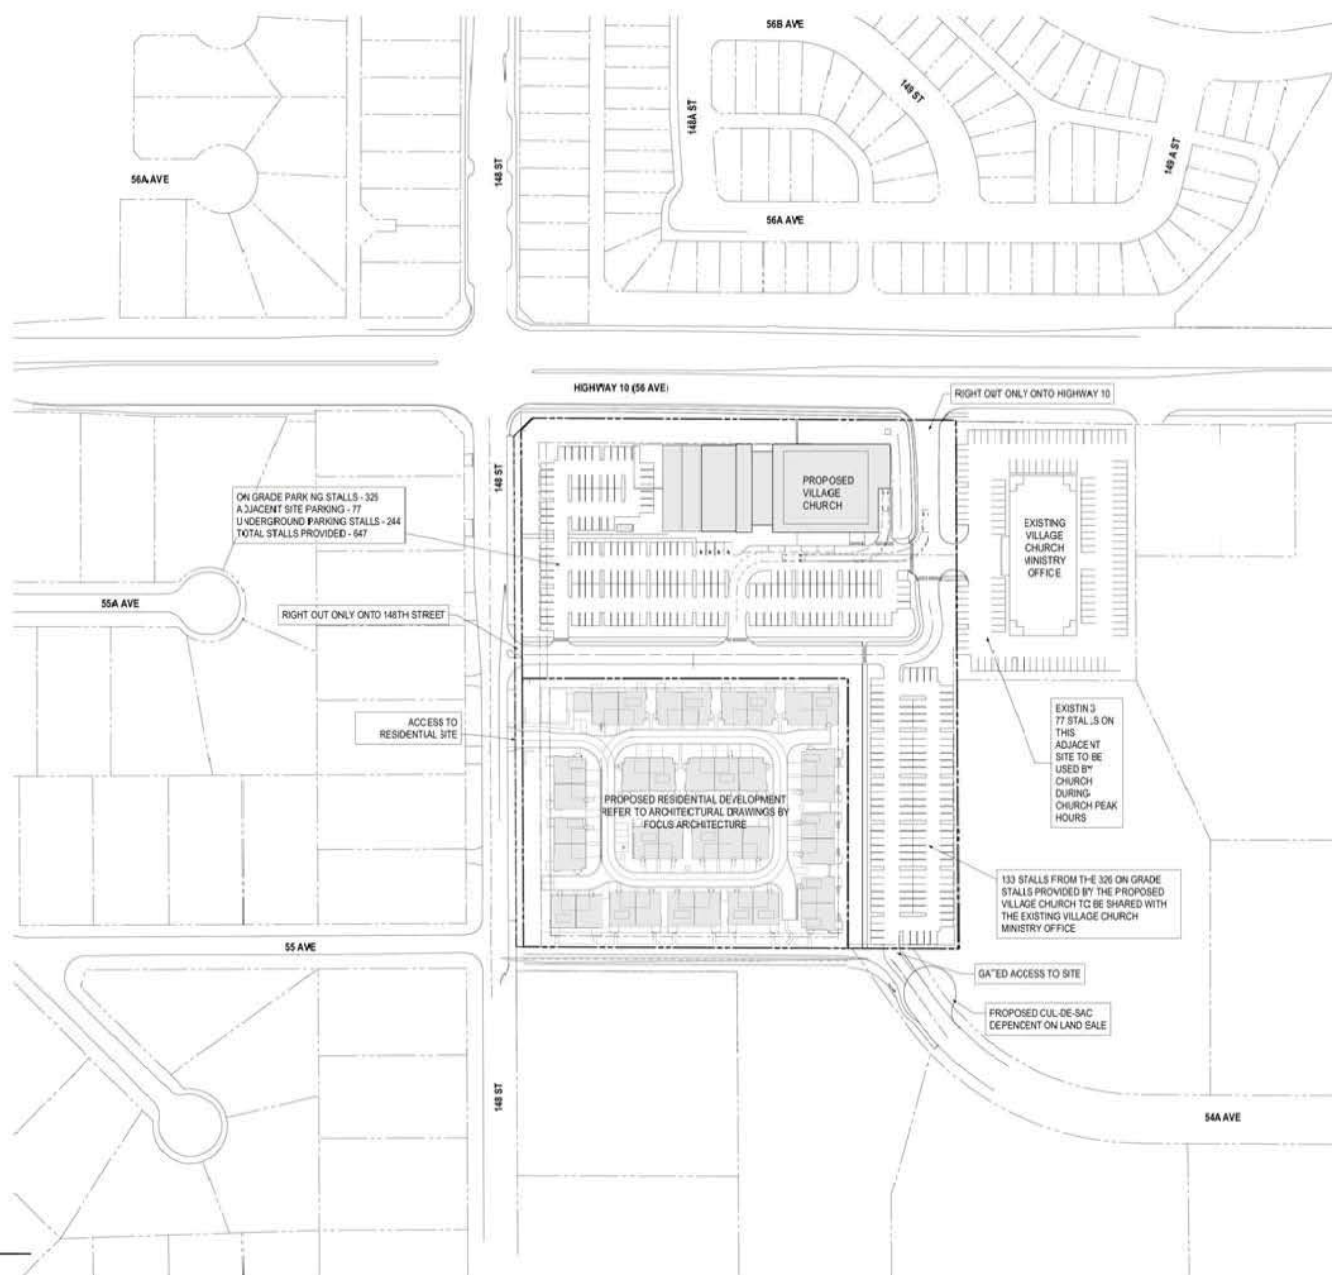 56B AVE
149 ST
148A ST
148 ST
149 A ST
56A AVE
56A AVE
HIGHWAY 10 (56 AVE)
RIGHT OUT ONLY ONTO HIGHWAY 10
148 ST
PROPOSED
VILLAGE
CHURCH
ON GRADE PARKING STALLS - 326
ADJACENT SITE PARKING - 77
UNDERGROUND PARKING STALLS - 244
TOTAL STALLS PROVIDED - 647
EXISTING
VILLAGE
CHURCH
MINISTRY
OFFICE
55A AVE
RIGHT OUT ONLY ONTO 148TH STREET
ACCESS TO
RESIDENTIAL SITE
EXISTING
77 STALLS ON
THIS
ADJACENT
SITE TO BE
USED BY
CHURCH
DURING
CHURCH PEAK
HOURS
PROPOSED RESIDENTIAL DEVELOPMENT
REFER TO ARCHITECTURAL DRAWINGS BY
FOCUS ARCHITECTURE
133 STALLS FROM THE 326 ON GRADE
STALLS PROVIDED BY THE PROPOSED
VILLAGE CHURCH TO BE SHARED WITH
THE EXISTING VILLAGE CHURCH
MINISTRY OFFICE
55 AVE
GATED ACCESS TO SITE
PROPOSED CUL-DE-SAC
DEPENDENT ON LAND SALE
148 ST
54A AVE